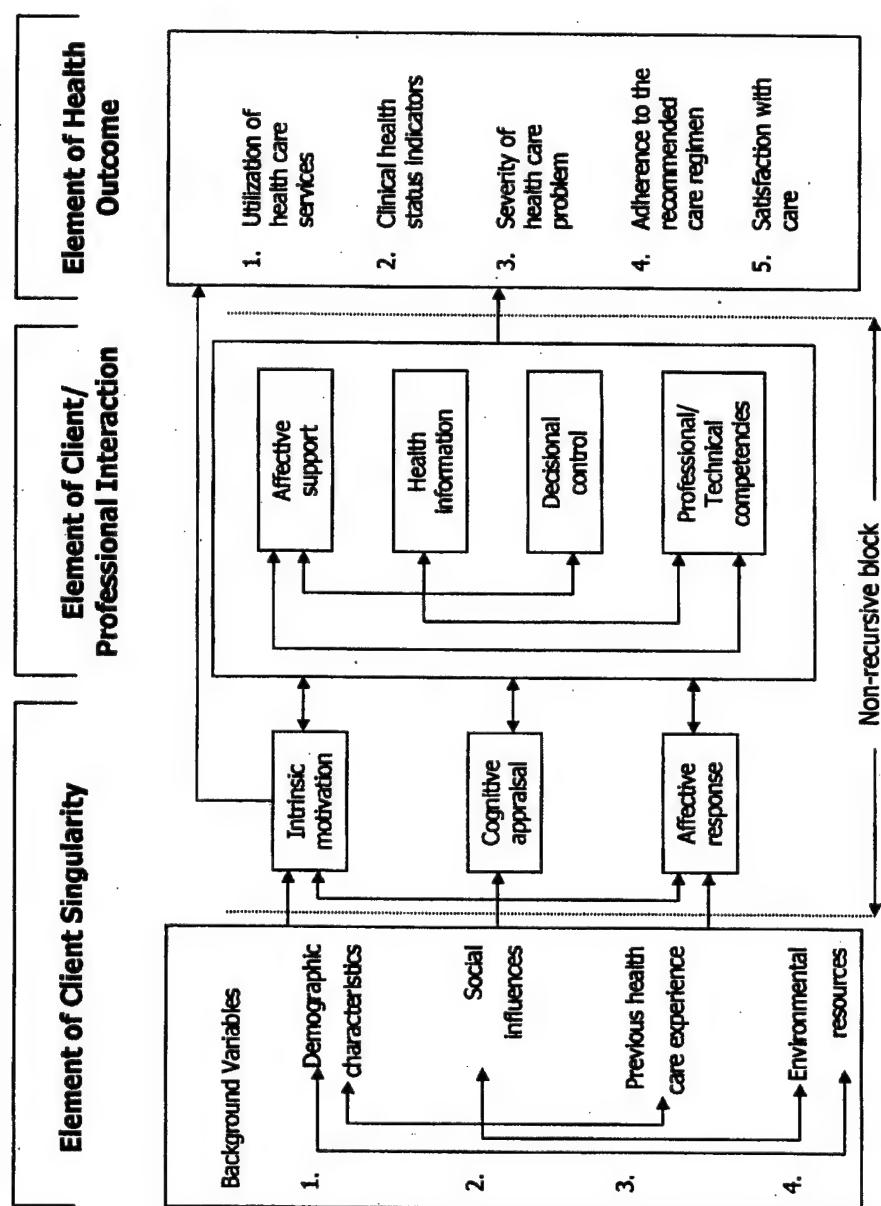 Element of Client Singularity
Background Variables
1. Demographic
characteristics
2. Social
influences
3. Previous health
care experience
4. Environmental
resources
Intrinsic
motivation
Cognitive
appraisal
Affective
response
Element of Client/
Professional Interaction
Affective
support
Health
information
Decisional
control
Professional/
Technical
competencies
Element of Health
Outcome
1. Utilization of
health care
services
2. Clinical health
status indicators
3. Severity of
health care
problem
4. Adherence to the
recommended
care regimen
5. Satisfaction with
care
Non-recursive block